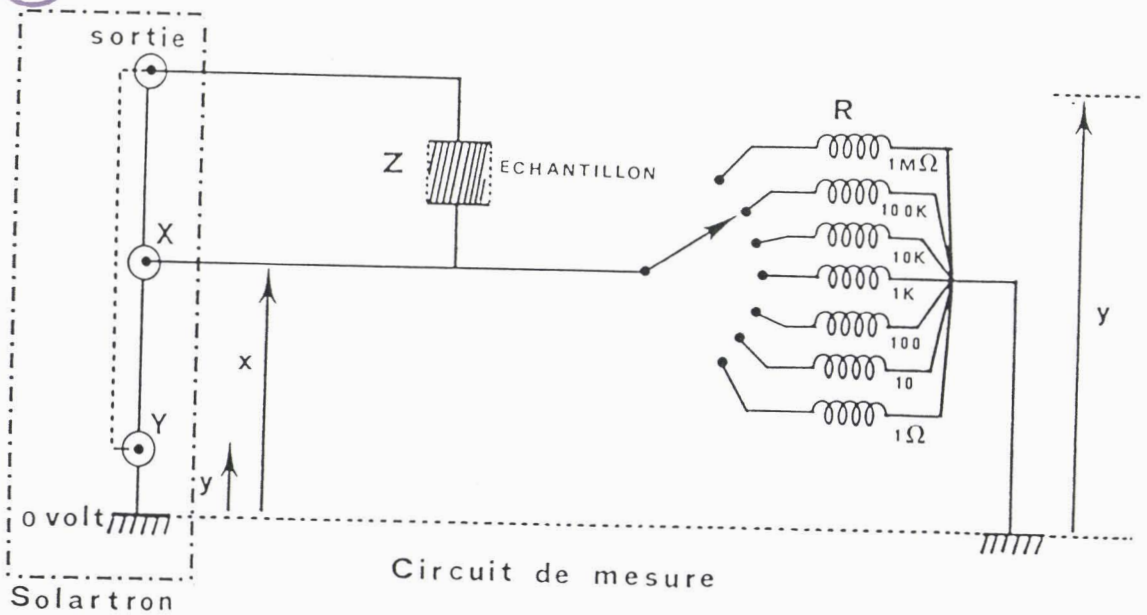 sortie
R
1MΩ
Z
ECHANTILLON
100K
X
10K
1K
y
100
x
10
Y
1Ω
y
0 volt
Circuit de mesure
Solartron